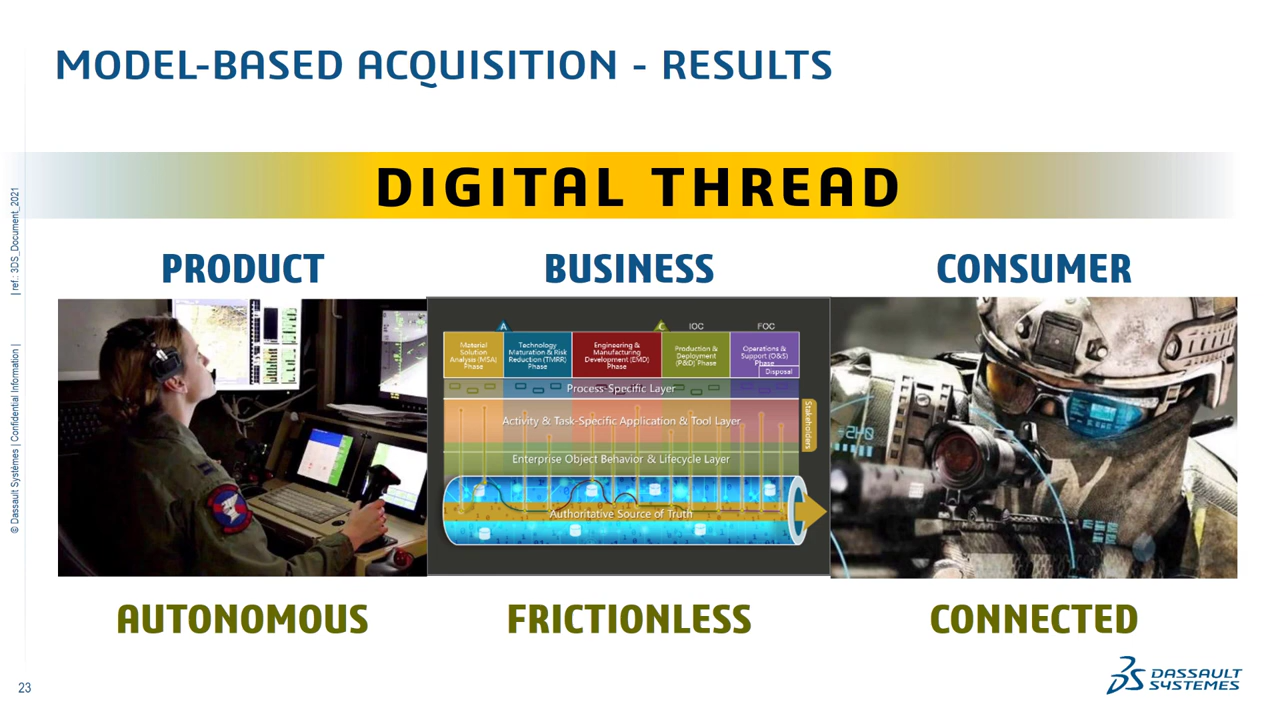 MODEL-BASED ACQUISITION - RESULTS
DIGITAL THREAD
PRODUCT
BUSINESS
CONSUMER
A
C
IOC
FOC
Material
Solution
Analysis (MSA)
Phase
Technology
Maturation & Risk
Reduction (TMRR)
Phase
Engineering &
Manufacturing
Development (EMD)
Phase
Production &
Deployment
(P&D) Phase
Operations &
Support (O&S)
Phase
Disposal
Process-Specific Layer
Activity & Task-Specific Application & Tool Layer
Stakeholders
Enterprise Object Behavior & Lifecycle Layer
Authoritative Source of Truth
-240
AUTONOMOUS
FRICTIONLESS
CONNECTED
© Dassault Systèmes | Confidential Information | | ref.: 3DS_Document_2021
23
DASSAULT
SYSTEMES